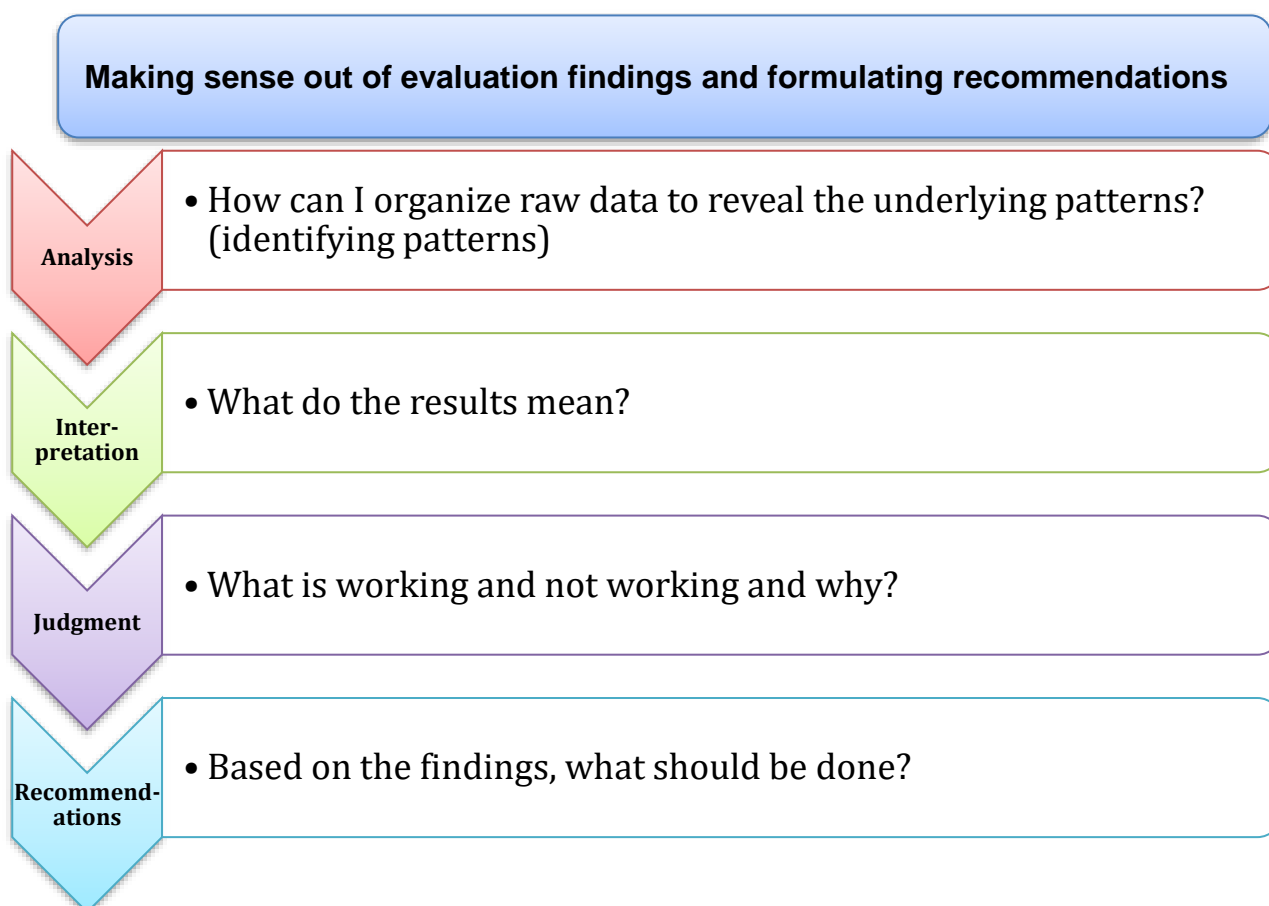 Making sense out of evaluation findings and formulating recommendations
Analysis
• How can I organize raw data to reveal the underlying patterns?
(identifying patterns)
Inter-
pretation
• What do the results mean?
Judgment
• What is working and not working and why?
Recommend-
ations
• Based on the findings, what should be done?